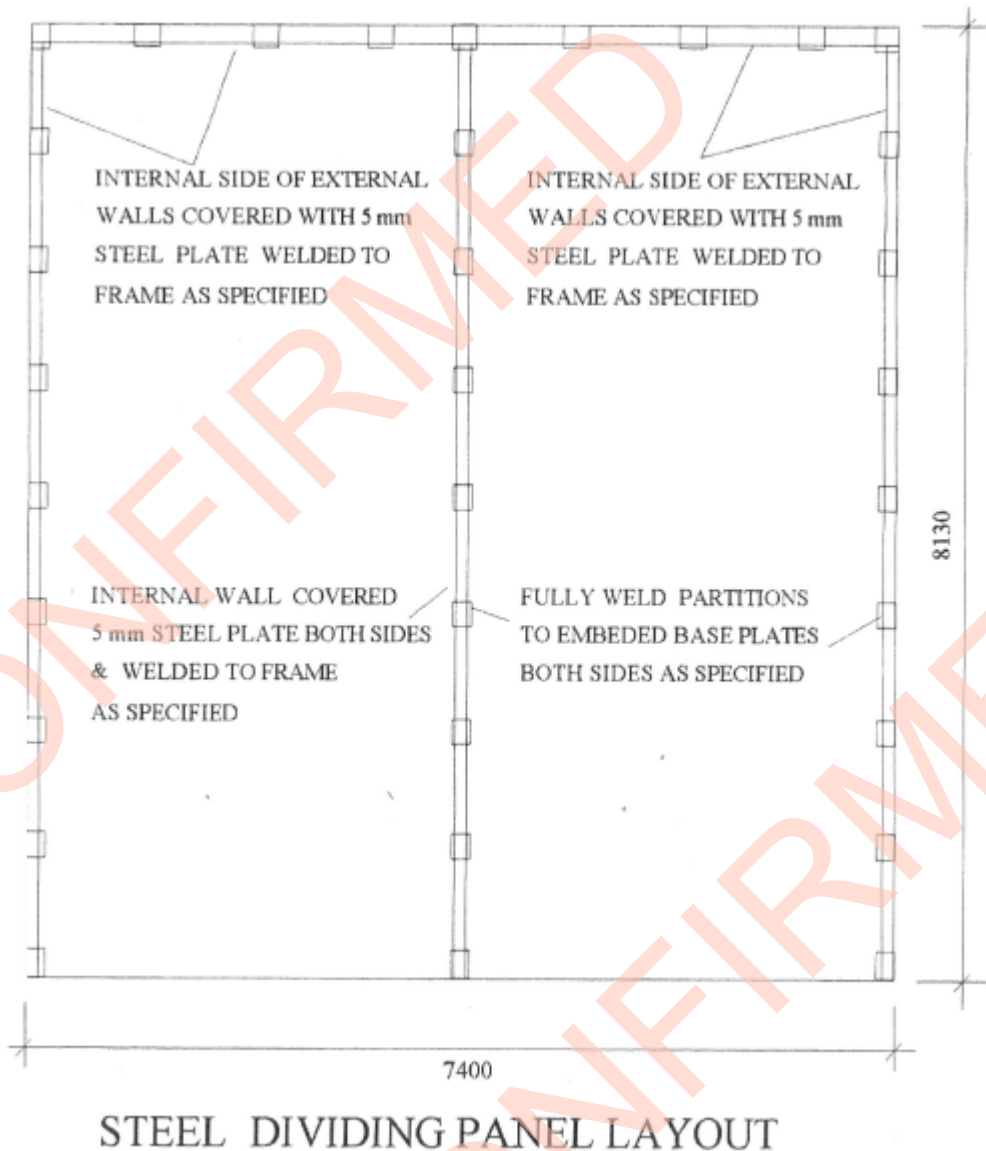 INTERNAL SIDE OF EXTERNAL
WALLS COVERED WITH 5 mm
STEEL PLATE WELDED TO
FRAME AS SPECIFIED
INTERNAL SIDE OF EXTERNAL
WALLS COVERED WITH 5 mm
STEEL PLATE WELDED TO
FRAME AS SPECIFIED
INTERNAL WALL COVERED
5 mm STEEL PLATE BOTH SIDES
& WELDED TO FRAME
AS SPECIFIED
FULLY WELD PARTITIONS
TO EMBEDED BASE PLATES
BOTH SIDES AS SPECIFIED
8130
7400
STEEL DIVIDING PANEL LAYOUT
ONFIRMED
ONFIRMED